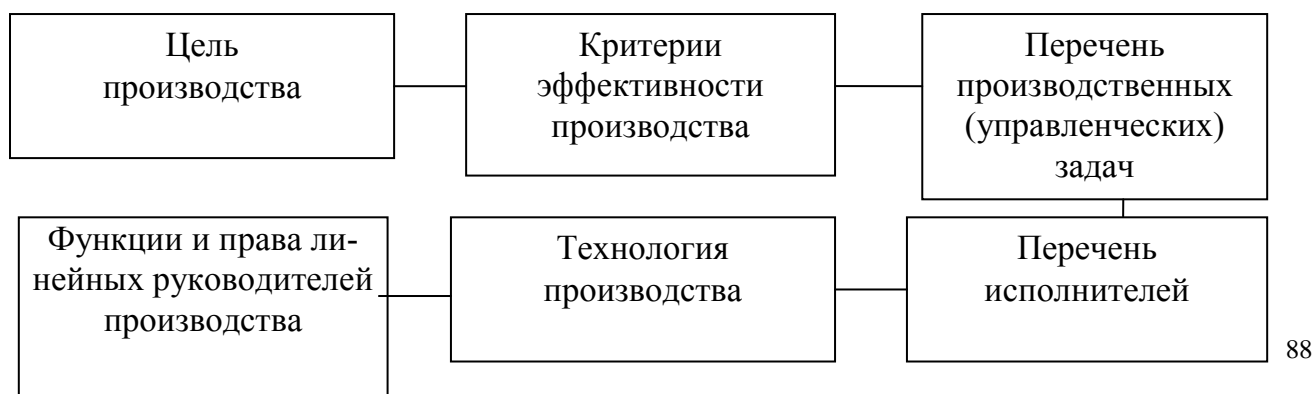 Цель
производства
Критерии
эффективности
производства
Перечень
производственных
(управленческих)
задач
Функции и права ли-
нейных руководителей
производства
Технология
производства
Перечень
исполнителей
88